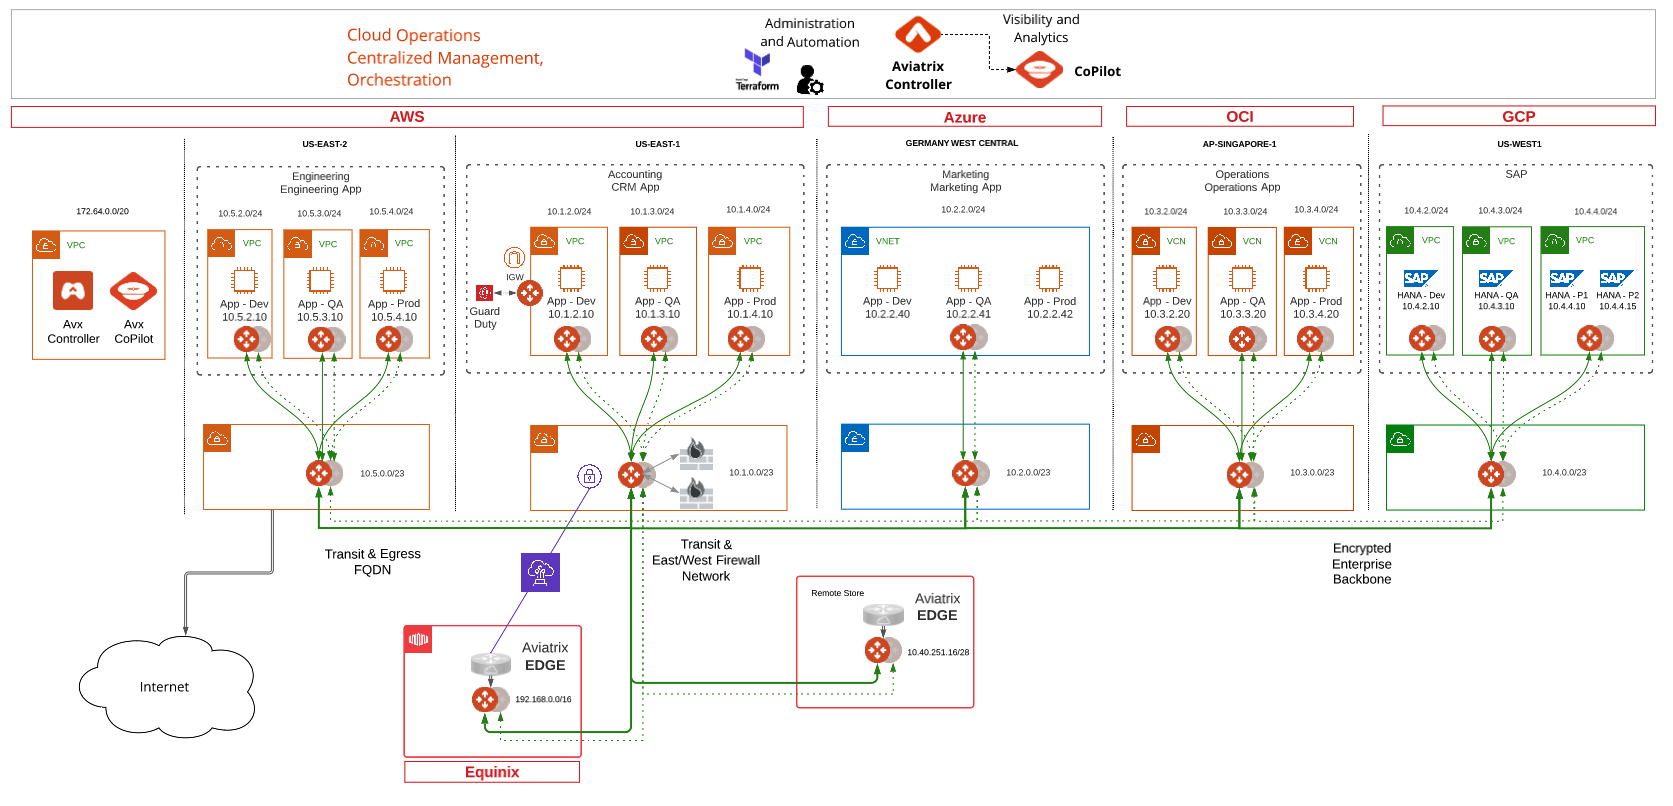 Cloud Operations
Centralized Management,
Orchestration
Administration
and Automation
HashiCorp
Terraform
Aviatrix
Controller
Visibility and
Analytics
CoPilot
AWS
Azure
OCI
GCP
US-EAST-2
US-EAST-1
GERMANY WEST CENTRAL
AP-SINGAPORE-1
US-WEST1
172.64.0.0/20
VPC
Avx
Controller
Avx
CoPilot
Engineering
Engineering App
10.5.2.0/24
10.5.3.0/24
10.5.4.0/24
VPC
VPC
VPC
App - Dev
10.5.2.10
App - QA
10.5.3.10
App - Prod
10.5.4.10
Accounting
CRM App
10.1.2.0/24
10.1.3.0/24
10.1.4.0/24
VPC
VPC
VPC
IGW
Guard
Duty
App - Dev
10.1.2.10
App - QA
10.1.3.10
App - Prod
10.1.4.10
Marketing
Marketing App
10.2.2.0/24
VNET
App - Dev
10.2.2.40
App - QA
10.2.2.41
App - Prod
10.2.2.42
Operations
Operations App
10.3.2.0/24
10.3.3.0/24
10.3.4.0/24
VCN
VCN
VCN
App - Dev
10.3.2.20
App - QA
10.3.3.20
App - Prod
10.3.4.20
SAP
10.4.2.0/24
10.4.3.0/24
10.4.4.0/24
VPC
VPC
VPC
SAP
SAP
SAP
SAP
HANA - Dev
10.4.2.10
HANA - QA
10.4.3.10
HANA - P1
10.4.4.10
HANA - P2
10.4.4.15
10.5.0.0/23
10.1.0.0/23
10.2.0.0/23
10.3.0.0/23
10.4.0.0/23
Transit & Egress
FQDN
Transit &
East/West Firewall
Network
Encrypted
Enterprise
Backbone
Internet
Aviatrix
EDGE
192.168.0.0/16
Equinix
Remote Store
Aviatrix
EDGE
10.40.251.16/28